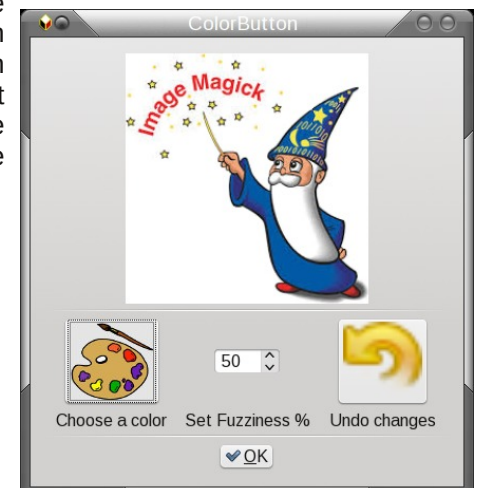 e
n
n
t
e
e
ColorButton
Image Magick
50
Choose a color
Set Fuzziness %
Undo changes
OK